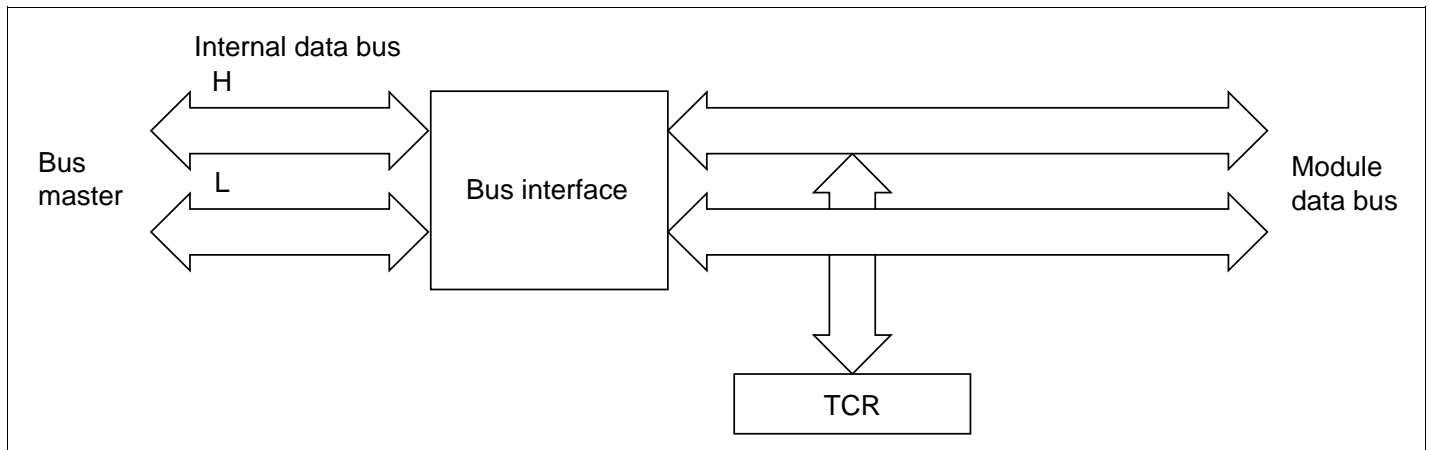 Internal data bus
H
Bus
master
L
Bus interface
Module
data bus
TCR